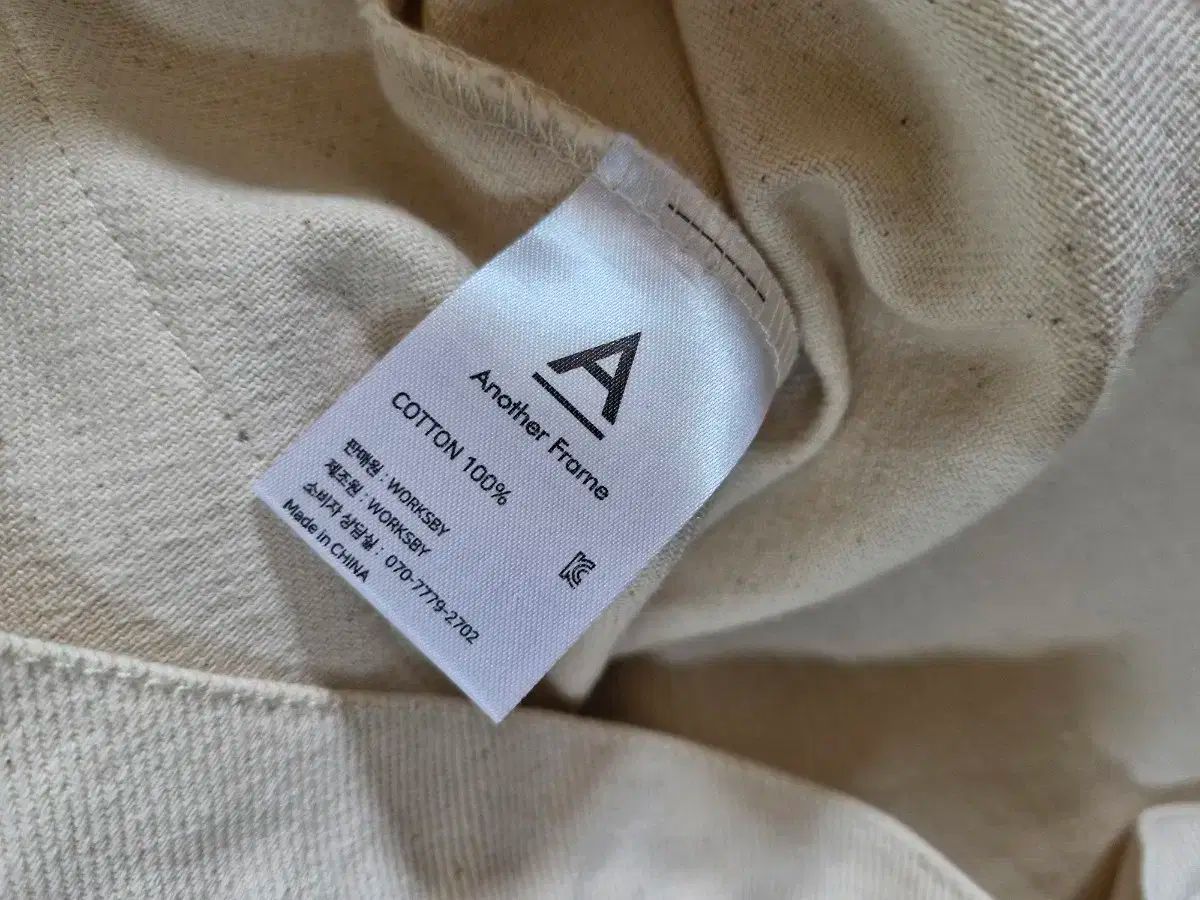 A
Another Frame
COTTON 100%
판매원 : WORKSBY
제조원 : WORKSBY
소비자 상담실 : 070-7779-2702
Made in CHINA